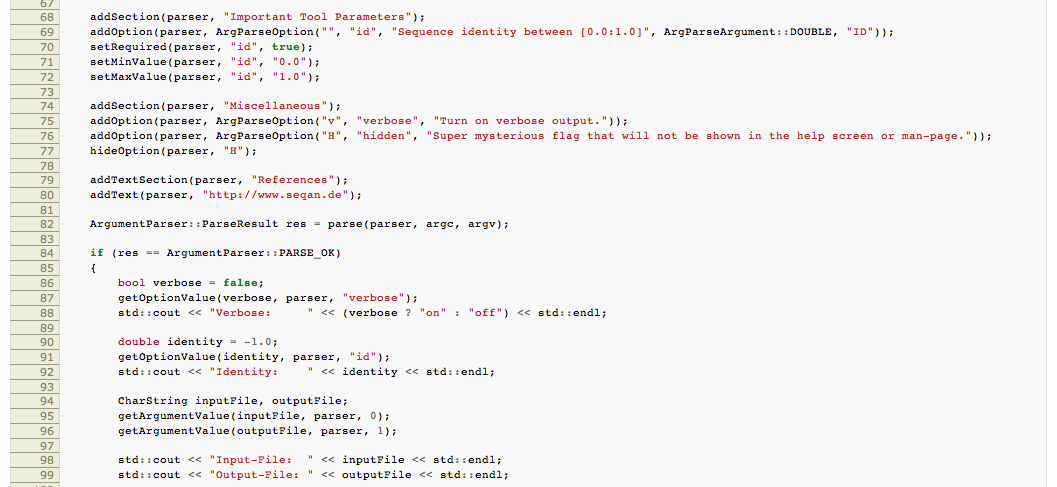 67
68 addSection(parser, "Important Tool Parameters");
69 addOption(parser, ArgParseOption("", "id", "Sequence identity between [0.0:1.0]", ArgParseArgument::DOUBLE, "ID"));
70 setRequired(parser, "id", true);
71 setMinValue(parser, "id", "0.0");
72 setMaxValue(parser, "id", "1.0");
73
74 addSection(parser, "Miscellaneous");
75 addOption(parser, ArgParseOption("v", "verbose", "Turn on verbose output."));
76 addOption(parser, ArgParseOption("H", "hidden", "Super mysterious flag that will not be shown in the help screen or man-page."));
77 hideOption(parser, "H");
78
79 addTextSection(parser, "References");
80 addText(parser, "http://www.seqan.de");
81
82 ArgumentParser::ParseResult res = parse(parser, argc, argv);
83
84 if (res == ArgumentParser::PARSE_OK)
85 {
86 bool verbose = false;
87 getOptionValue(verbose, parser, "verbose");
88 std::cout << "Verbose:     " << (verbose ? "on" : "off") << std::endl;
89
90 double identity = -1.0;
91 getOptionValue(identity, parser, "id");
92 std::cout << "Identity:    " << identity << std::endl;
93
94 CharString inputFile, outputFile;
95 getArgumentValue(inputFile, parser, 0);
96 getArgumentValue(outputFile, parser, 1);
97
98 std::cout << "Input-File:  " << inputFile << std::endl;
99 std::cout << "Output-File: " << outputFile << std::endl;